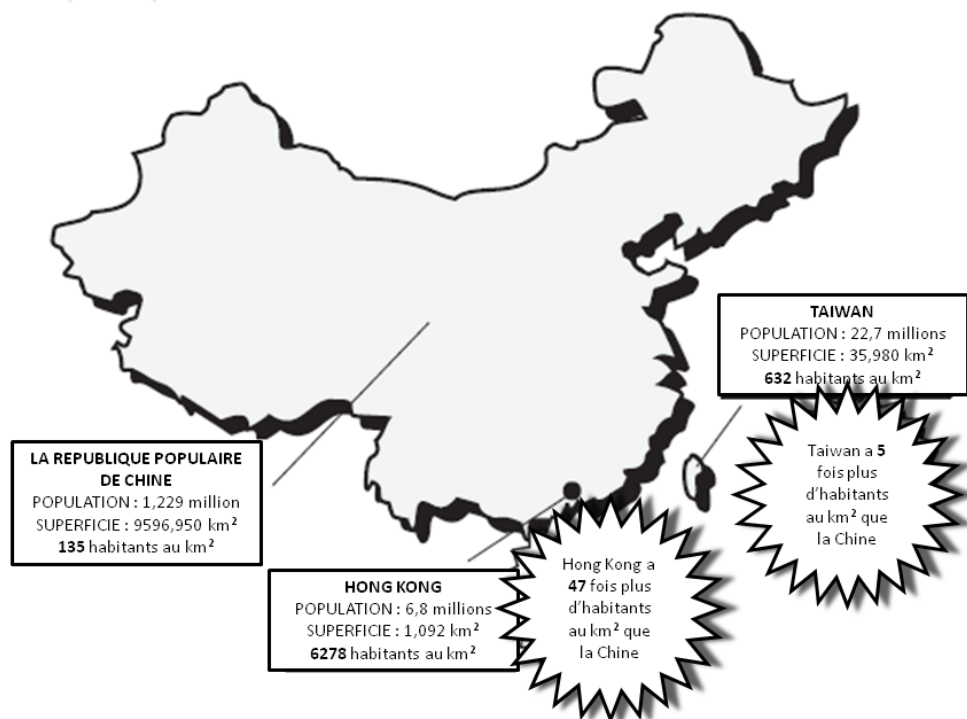 TAIWAN
POPULATION : 22,7 millions
SUPERFICIE : 35,980 km²
632 habitants au km²
Taiwan a 5
fois plus
d'habitants
au km² que
la Chine
LA REPUBLIQUE POPULAIRE
DE CHINE
POPULATION : 1,229 million
SUPERFICIE : 9596,950 km²
135 habitants au km²
HONG KONG
POPULATION : 6,8 millions
SUPERFICIE : 1,092 km²
6278 habitants au km²
Hong Kong a
47 fois plus
d'habitants
au km² que
la Chine